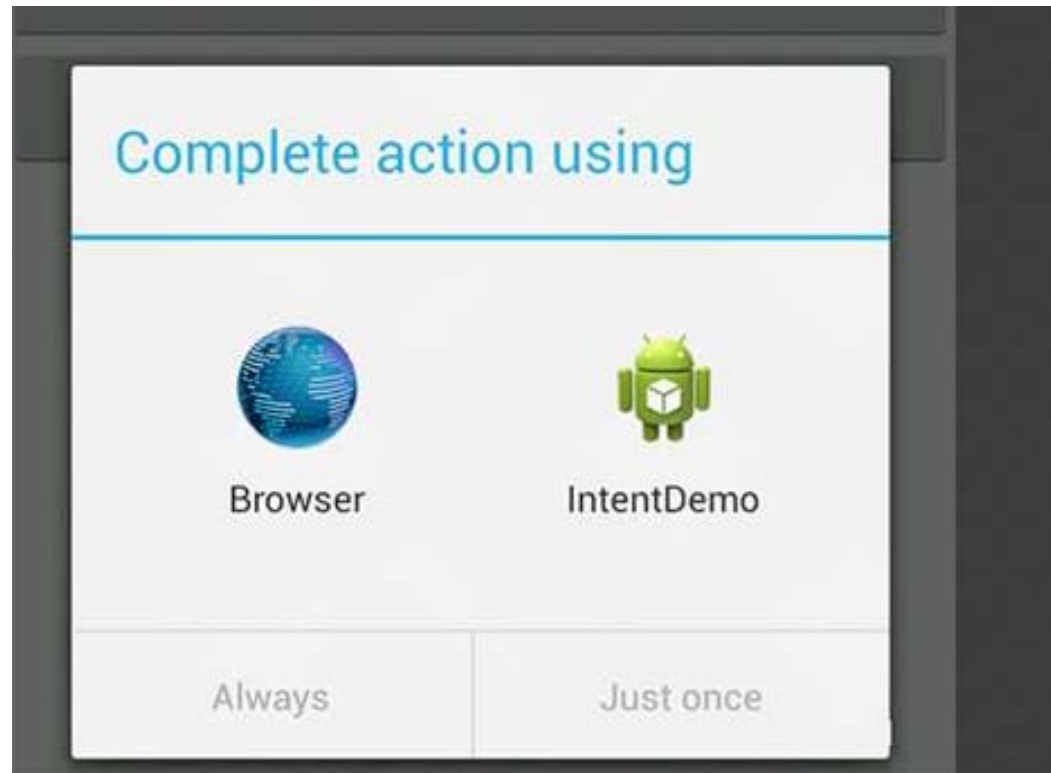 Complete action using
Browser
IntentDemo
Always
Just once